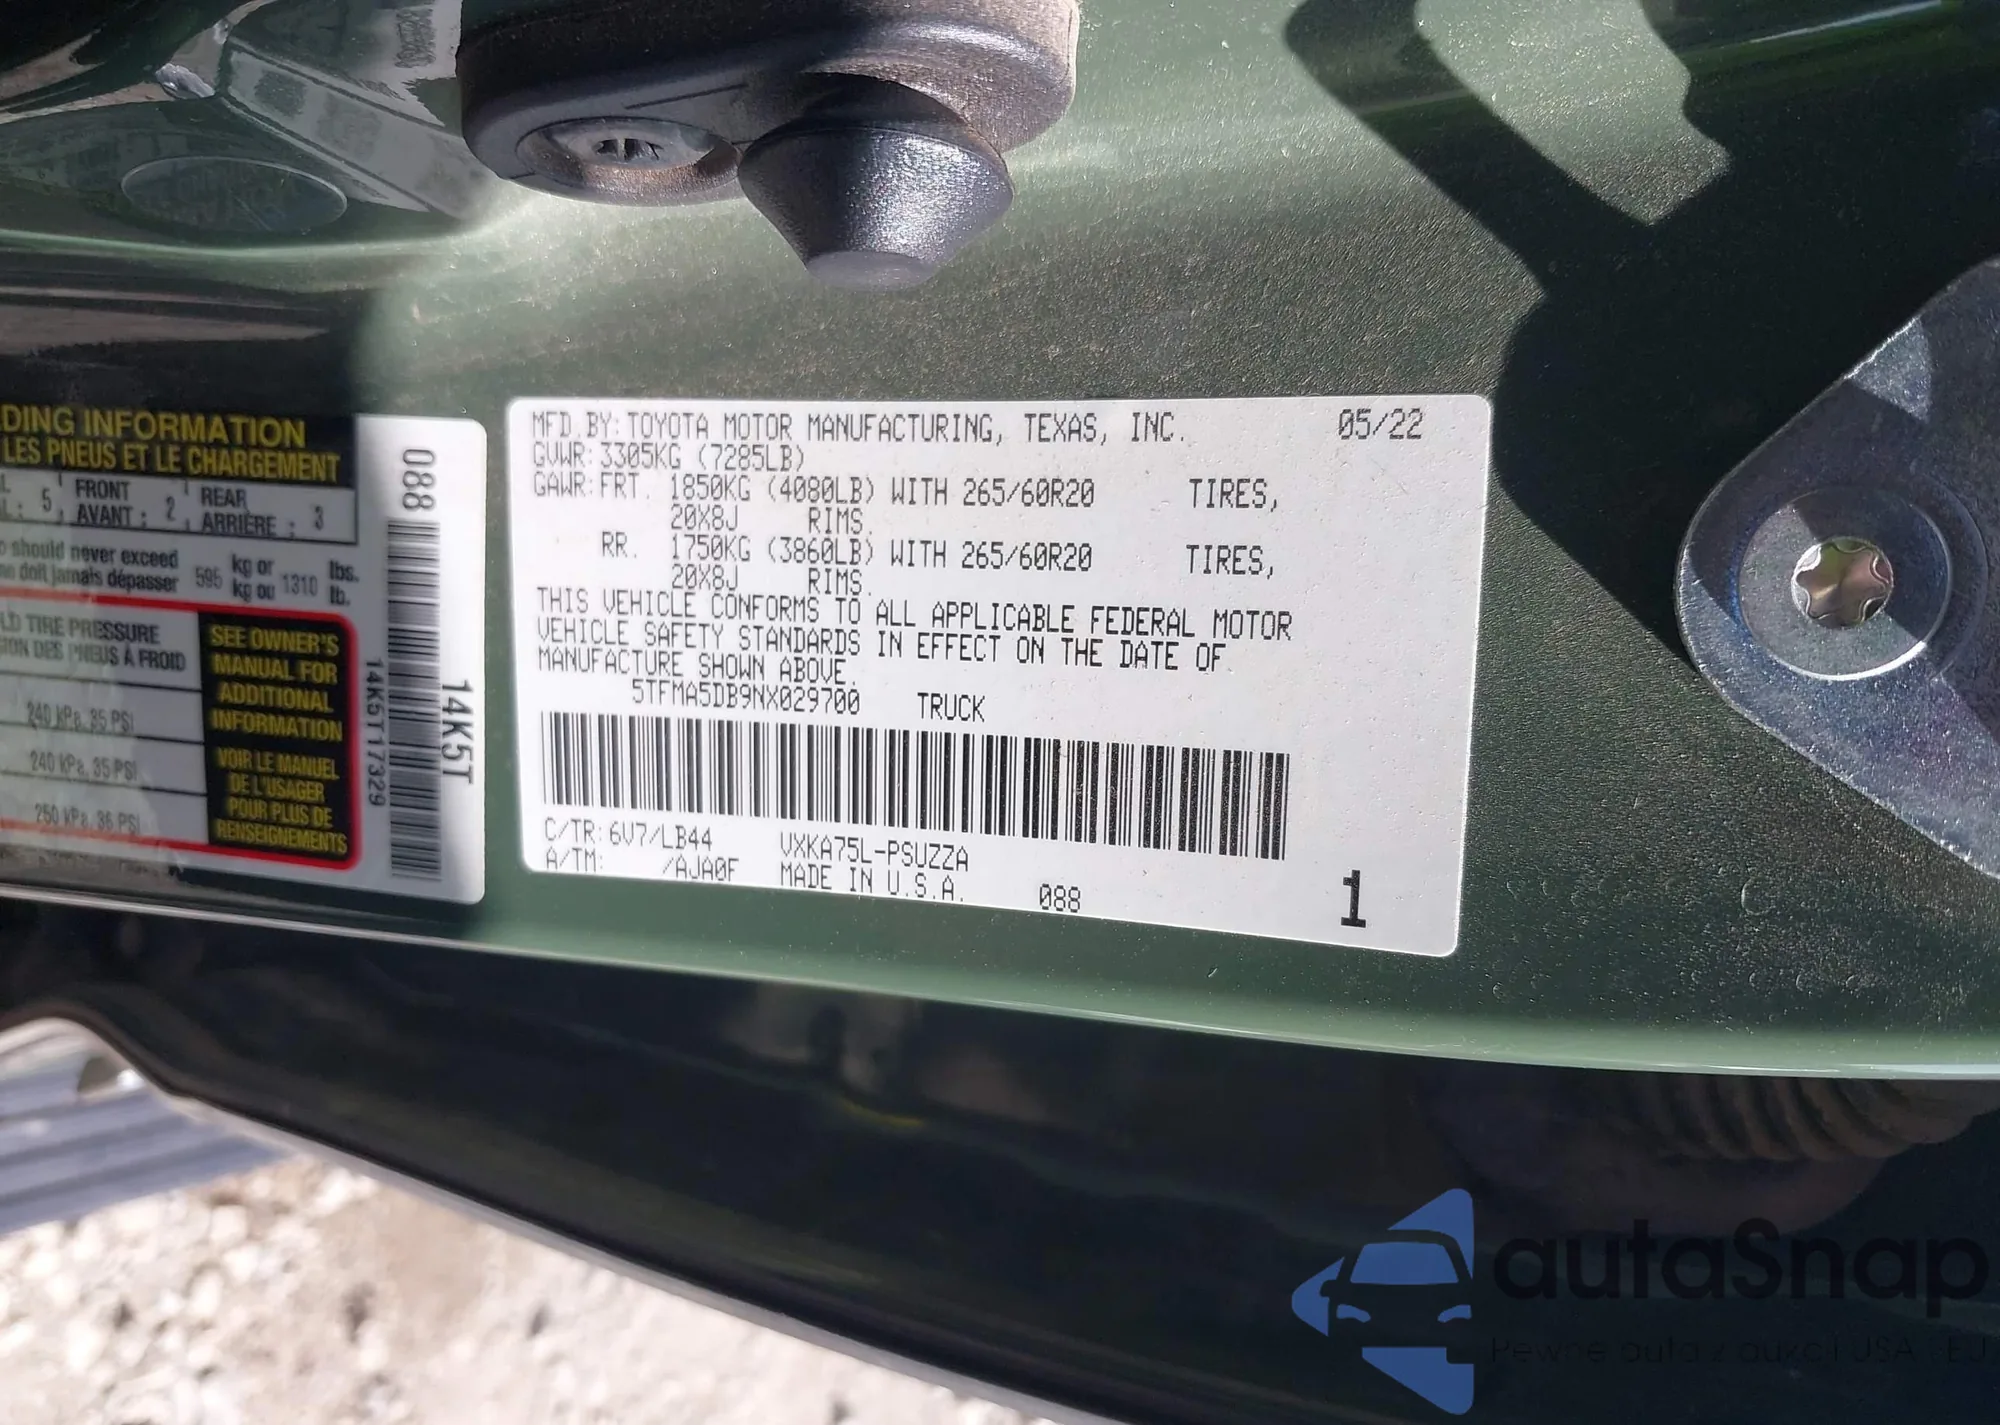 DING INFORMATION
LES PNEUS ET LE CHARGEMENT
5
FRONT
AVANT : 2
REAR
ARRIÈRE : 3
should never exceed
doit jamais dépasser
595
kg or
kg ou
1310
lbs.
lb.
TIRE PRESSURE
DES PNEUS À FROID
240 kPa, 35 PSI
240 kPa, 35 PSI
250 kPa, 36 PSI
SEE OWNER'S
MANUAL FOR
ADDITIONAL
INFORMATION
VOIR LE MANUEL
DE L'USAGER
POUR PLUS DE
RENSEIGNEMENTS
088
14K5T17329
14K5T
MFD.BY:TOYOTA MOTOR MANUFACTURING, TEXAS, INC. 05/22
GVWR:3305KG (7285LB)
GAWR:FRT. 1850KG (4080LB) WITH 265/60R20 TIRES,
20X8J RIMS.
RR. 1750KG (3860LB) WITH 265/60R20 TIRES,
20X8J RIMS.
THIS VEHICLE CONFORMS TO ALL APPLICABLE FEDERAL MOTOR
VEHICLE SAFETY STANDARDS IN EFFECT ON THE DATE OF
MANUFACTURE SHOWN ABOVE.
5TFMA5DB9NX029700 TRUCK
C/TR:6V7/LB44 VXKA75L-PSUZZA
A/TM: /AJA0F MADE IN U.S.A. 088
1
autaSnap
Pewne auta z aukcji USA i EU